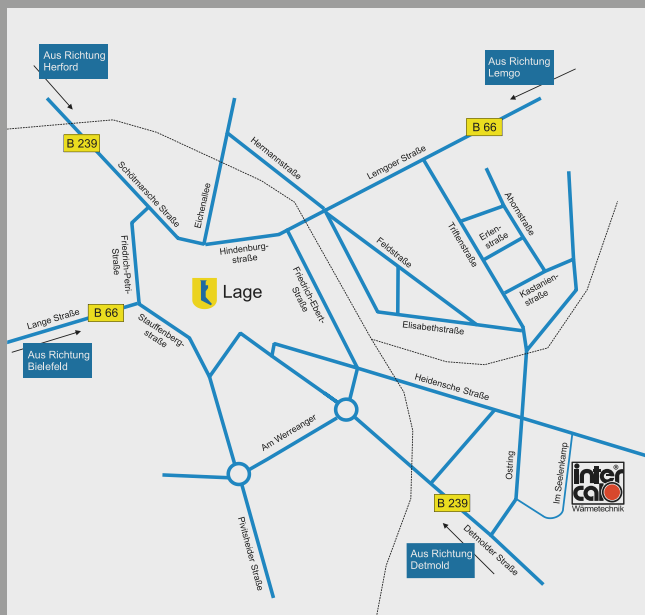 Aus Richtung
Herford
Aus Richtung
Lemgo
B 239
B 66
Schötmarsche Straße
Eichenallee
Hermannstraße
Lemgoer Straße
Ahornstraße
Triftenstraße
Erlen-
straße
Friedrich-Petri-
Straße
Hindenburg-
straße
Feldstraße
Kastanien-
straße
Friedrich-Ebert-
Straße
Lage
Lange Straße
B 66
Stauffenberg-
straße
Elisabethstraße
Aus Richtung
Bielefeld
Heidensche Straße
Am Werreanger
Ostring
Im Seelenkamp
inter
calo
®
Wärmetechnik
B 239
Pivitsheider Straße
Detmolder Straße
Aus Richtung
Detmold